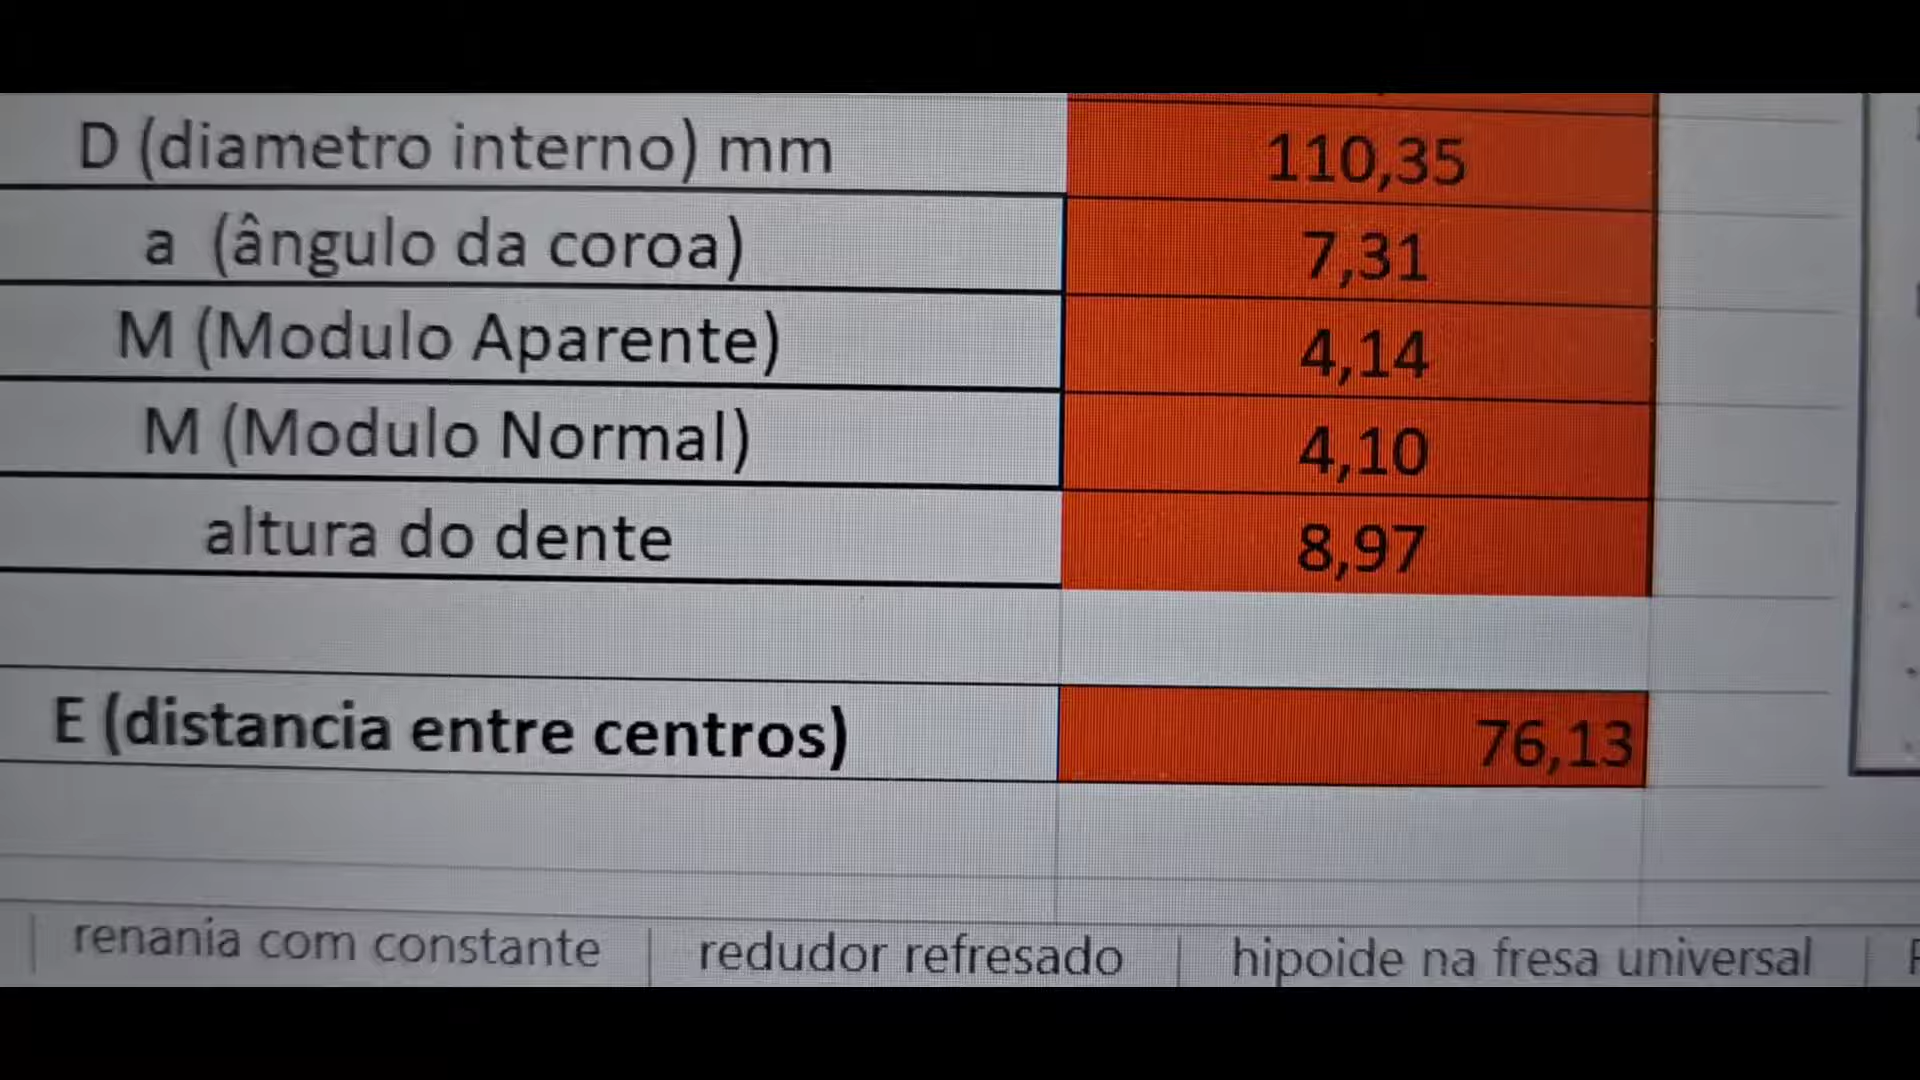 D (diametro interno) mm 110,35
a (ângulo da coroa) 7,31
M (Modulo Aparente) 4,14
M (Modulo Normal) 4,10
altura do dente 8,97
E (distancia entre centros) 76,13
renania com constante redudor refresado hipoide na fresa universal